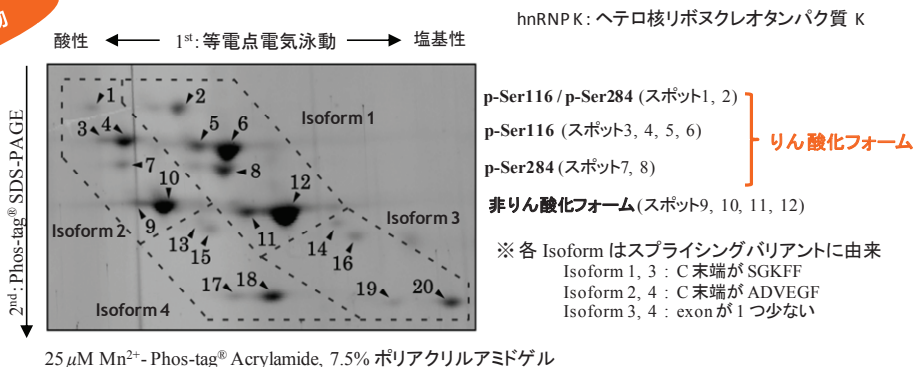 hnRNP K : ヘテロ核リボヌクレオタンパク質 K
酸性 1st: 等電点電気泳動 塩基性
2nd: Phos-tag® SDS-PAGE
1
2
3
4
5
6
7
8
9
10
11
12
13
14
15
16
17
18
19
20
Isoform 1
Isoform 2
Isoform 3
Isoform 4
p-Ser116 / p-Ser284 (スポット1, 2)
p-Ser116 (スポット3, 4, 5, 6)
p-Ser284 (スポット7, 8)
りん酸化フォーム
非りん酸化フォーム(スポット9, 10, 11, 12)
※ 各 Isoform はスプライシングバリアントに由来
Isoform 1, 3 : C 末端が SGKFF
Isoform 2, 4 : C 末端が ADVEGF
Isoform 3, 4 : exon が 1 つ少ない
25 μM Mn2+- Phos-tag® Acrylamide, 7.5% ポリアクリルアミドゲル